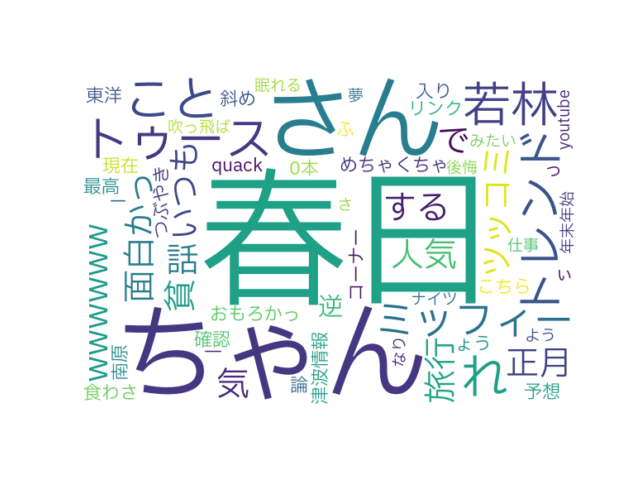 東洋
こと
斜め
眠れる
さん
夢
入り
リンク
若林
youtube
吹っ飛ば
トゥース
ふ
で
みたい
現在
いつも
quack
0本
めちゃくちゃ
後悔
トレンド
っ
最高
ー
つぶやき
春日
さ
する
ツッコミ
年末年始
面白かっ
話
人気
仕事
wwwwwww
貧
コーナー
こちら
い
おもろかっ
逆
ナイツ
ミッフィー
ちゃん
確認
津波情報
なり
旅行
よう
よう
南原
気
論
れ
正月
食わさ
予想